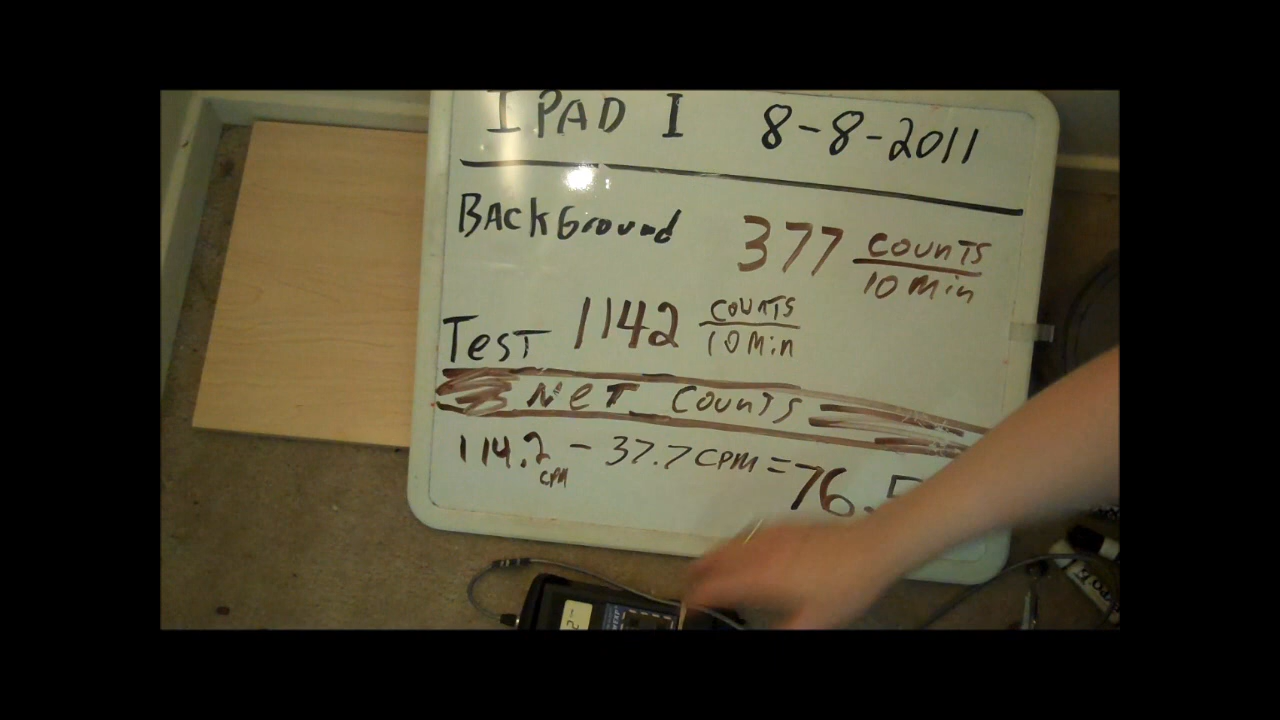 IPAD I 8-8-2011
BACKGround 377 COUNTS
10 Min
TesT 1142 COUNTS
10 Min
NeT COUNTS
114.2 - 37.7 CPM = 76.5
cPM